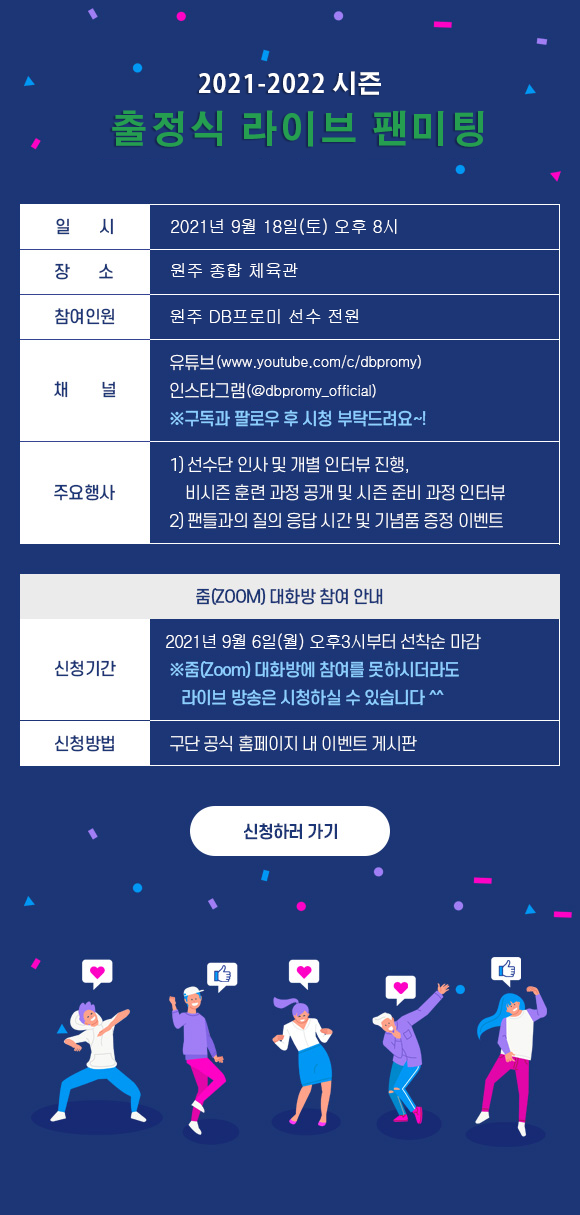 2021-2022 시즌
출정식 라이브 팬미팅
일 시
2021년 9월 18일(토) 오후 8시
장 소
원주 종합 체육관
참여인원
원주 DB프로미 선수 전원
채 널
유튜브(www.youtube.com/c/dbpromy)
인스타그램(@dbpromy_official)
※구독과 팔로우 후 시청 부탁드려요~!
주요행사
1) 선수단 인사 및 개별 인터뷰 진행,
비시즌 훈련 과정 공개 및 시즌 준비 과정 인터뷰
2) 팬들과의 질의 응답 시간 및 기념품 증정 이벤트
줌(ZOOM) 대화방 참여 안내
신청기간
2021년 9월 6일(월) 오후3시부터 선착순 마감
※줌(Zoom) 대화방에 참여를 못하시더라도
라이브 방송은 시청하실 수 있습니다 ^^
신청방법
구단 공식 홈페이지 내 이벤트 게시판
신청하러 가기